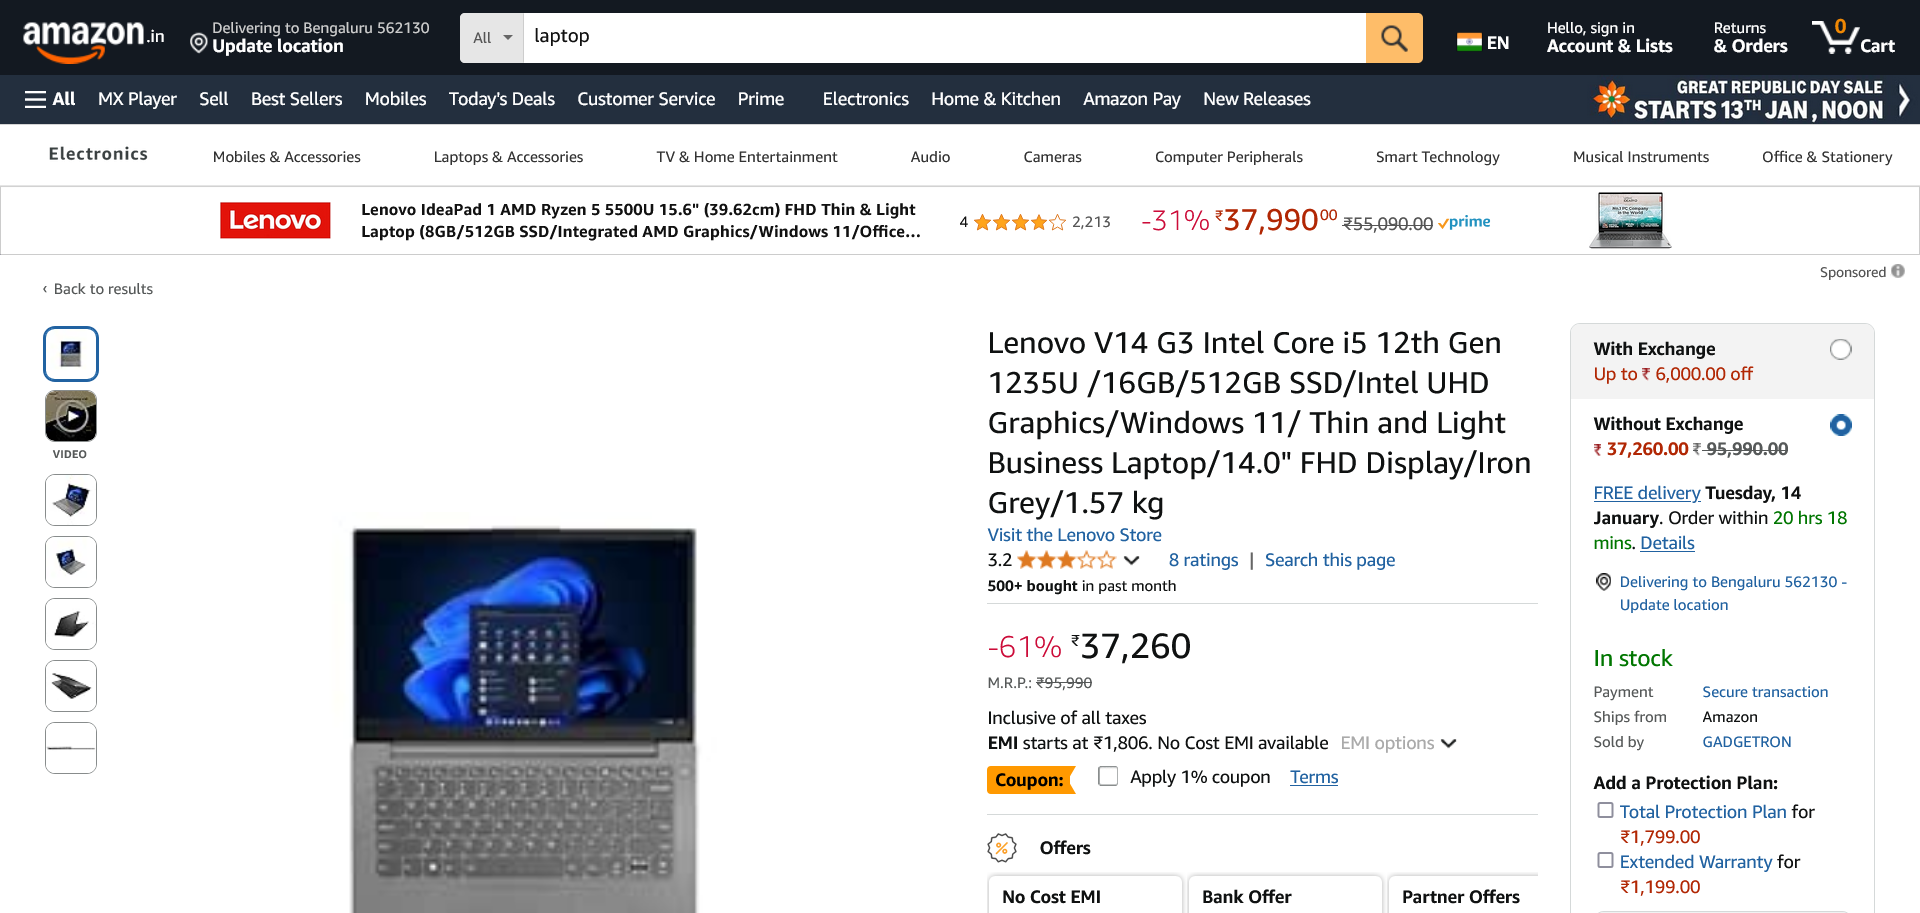 amazon.in
Delivering to Bengaluru 562130
Update location
All
laptop
EN
Hello, sign in
Account & Lists
Returns
& Orders
0
Cart
All
MX Player
Sell
Best Sellers
Mobiles
Today's Deals
Customer Service
Prime
Electronics
Home & Kitchen
Amazon Pay
New Releases
GREAT REPUBLIC DAY SALE
STARTS 13TH JAN, NOON
Electronics
Mobiles & Accessories
Laptops & Accessories
TV & Home Entertainment
Audio
Cameras
Computer Peripherals
Smart Technology
Musical Instruments
Office & Stationery
Lenovo
Lenovo IdeaPad 1 AMD Ryzen 5 5500U 15.6" (39.62cm) FHD Thin & Light
Laptop (8GB/512GB SSD/Integrated AMD Graphics/Windows 11/Office...
4
2,213
-31% ₹37,99000 ₹55,090.00 prime
Sponsored
‹ Back to results
VIDEO
Lenovo V14 G3 Intel Core i5 12th Gen
1235U /16GB/512GB SSD/Intel UHD
Graphics/Windows 11/ Thin and Light
Business Laptop/14.0" FHD Display/Iron
Grey/1.57 kg
Visit the Lenovo Store
3.2
8 ratings | Search this page
500+ bought in past month
-61% ₹37,260
M.R.P.: ₹95,990
Inclusive of all taxes
EMI starts at ₹1,806. No Cost EMI available EMI options
Coupon: Apply 1% coupon Terms
% Offers
No Cost EMI
Bank Offer
Partner Offers
With Exchange
Up to ₹ 6,000.00 off
Without Exchange
₹ 37,260.00 ₹ 95,990.00
FREE delivery Tuesday, 14
January. Order within 20 hrs 18
mins. Details
Delivering to Bengaluru 562130 -
Update location
In stock
Payment Secure transaction
Ships from Amazon
Sold by GADGETRON
Add a Protection Plan:
Total Protection Plan for
₹1,799.00
Extended Warranty for
₹1,199.00